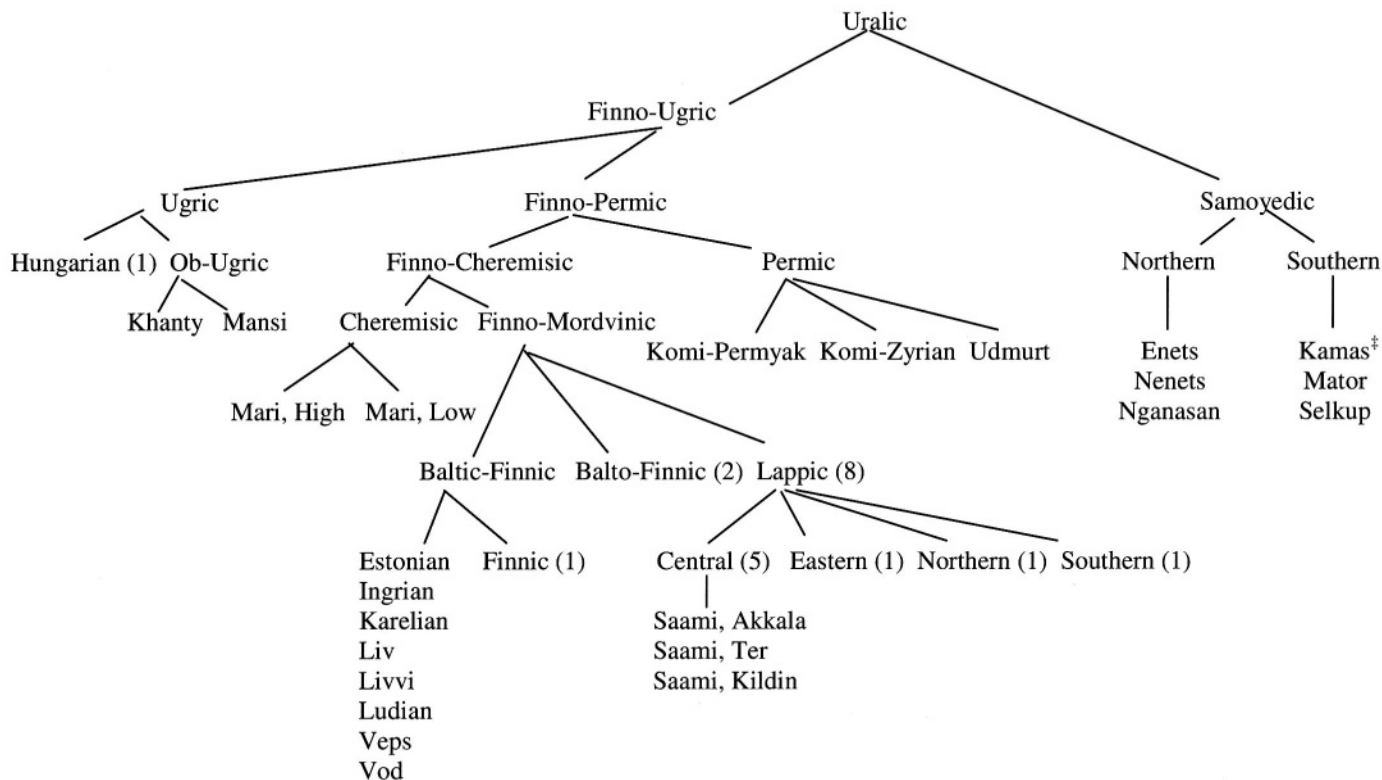 Uralic
Finno-Ugric
Ugric Finno-Permic Samoyedic
Hungarian (1) Ob-Ugric Finno-Cheremisic Permic Northern Southern
Khanty Mansi Cheremisic Finno-Mordvinic
Komi-Permyak Komi-Zyrian Udmurt Enets Kamas‡
Nenets Mator
Mari, High Mari, Low Nganasan Selkup
Baltic-Finnic Balto-Finnic (2) Lappic (8)
Estonian Finnic (1) Central (5) Eastern (1) Northern (1) Southern (1)
Ingrian
Karelian Saami, Akkala
Liv Saami, Ter
Livvi Saami, Kildin
Ludian
Veps
Vod